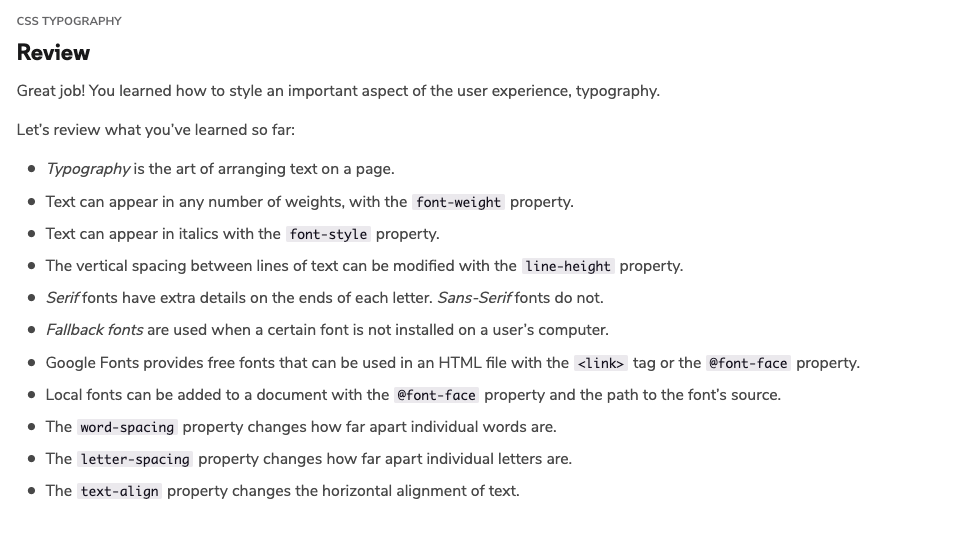 CSS TYPOGRAPHY
Review
Great job! You learned how to style an important aspect of the user experience, typography.
Let's review what you've learned so far:
Typography is the art of arranging text on a page.
Text can appear in any number of weights, with the font-weight property.
Text can appear in italics with the font-style property.
The vertical spacing between lines of text can be modified with the line-height property.
Serif fonts have extra details on the ends of each letter. Sans-Serif fonts do not.
Fallback fonts are used when a certain font is not installed on a user's computer.
Google Fonts provides free fonts that can be used in an HTML file with the <link> tag or the @font-face property.
Local fonts can be added to a document with the @font-face property and the path to the font's source.
The word-spacing property changes how far apart individual words are.
The letter-spacing property changes how far apart individual letters are.
The text-align property changes the horizontal alignment of text.